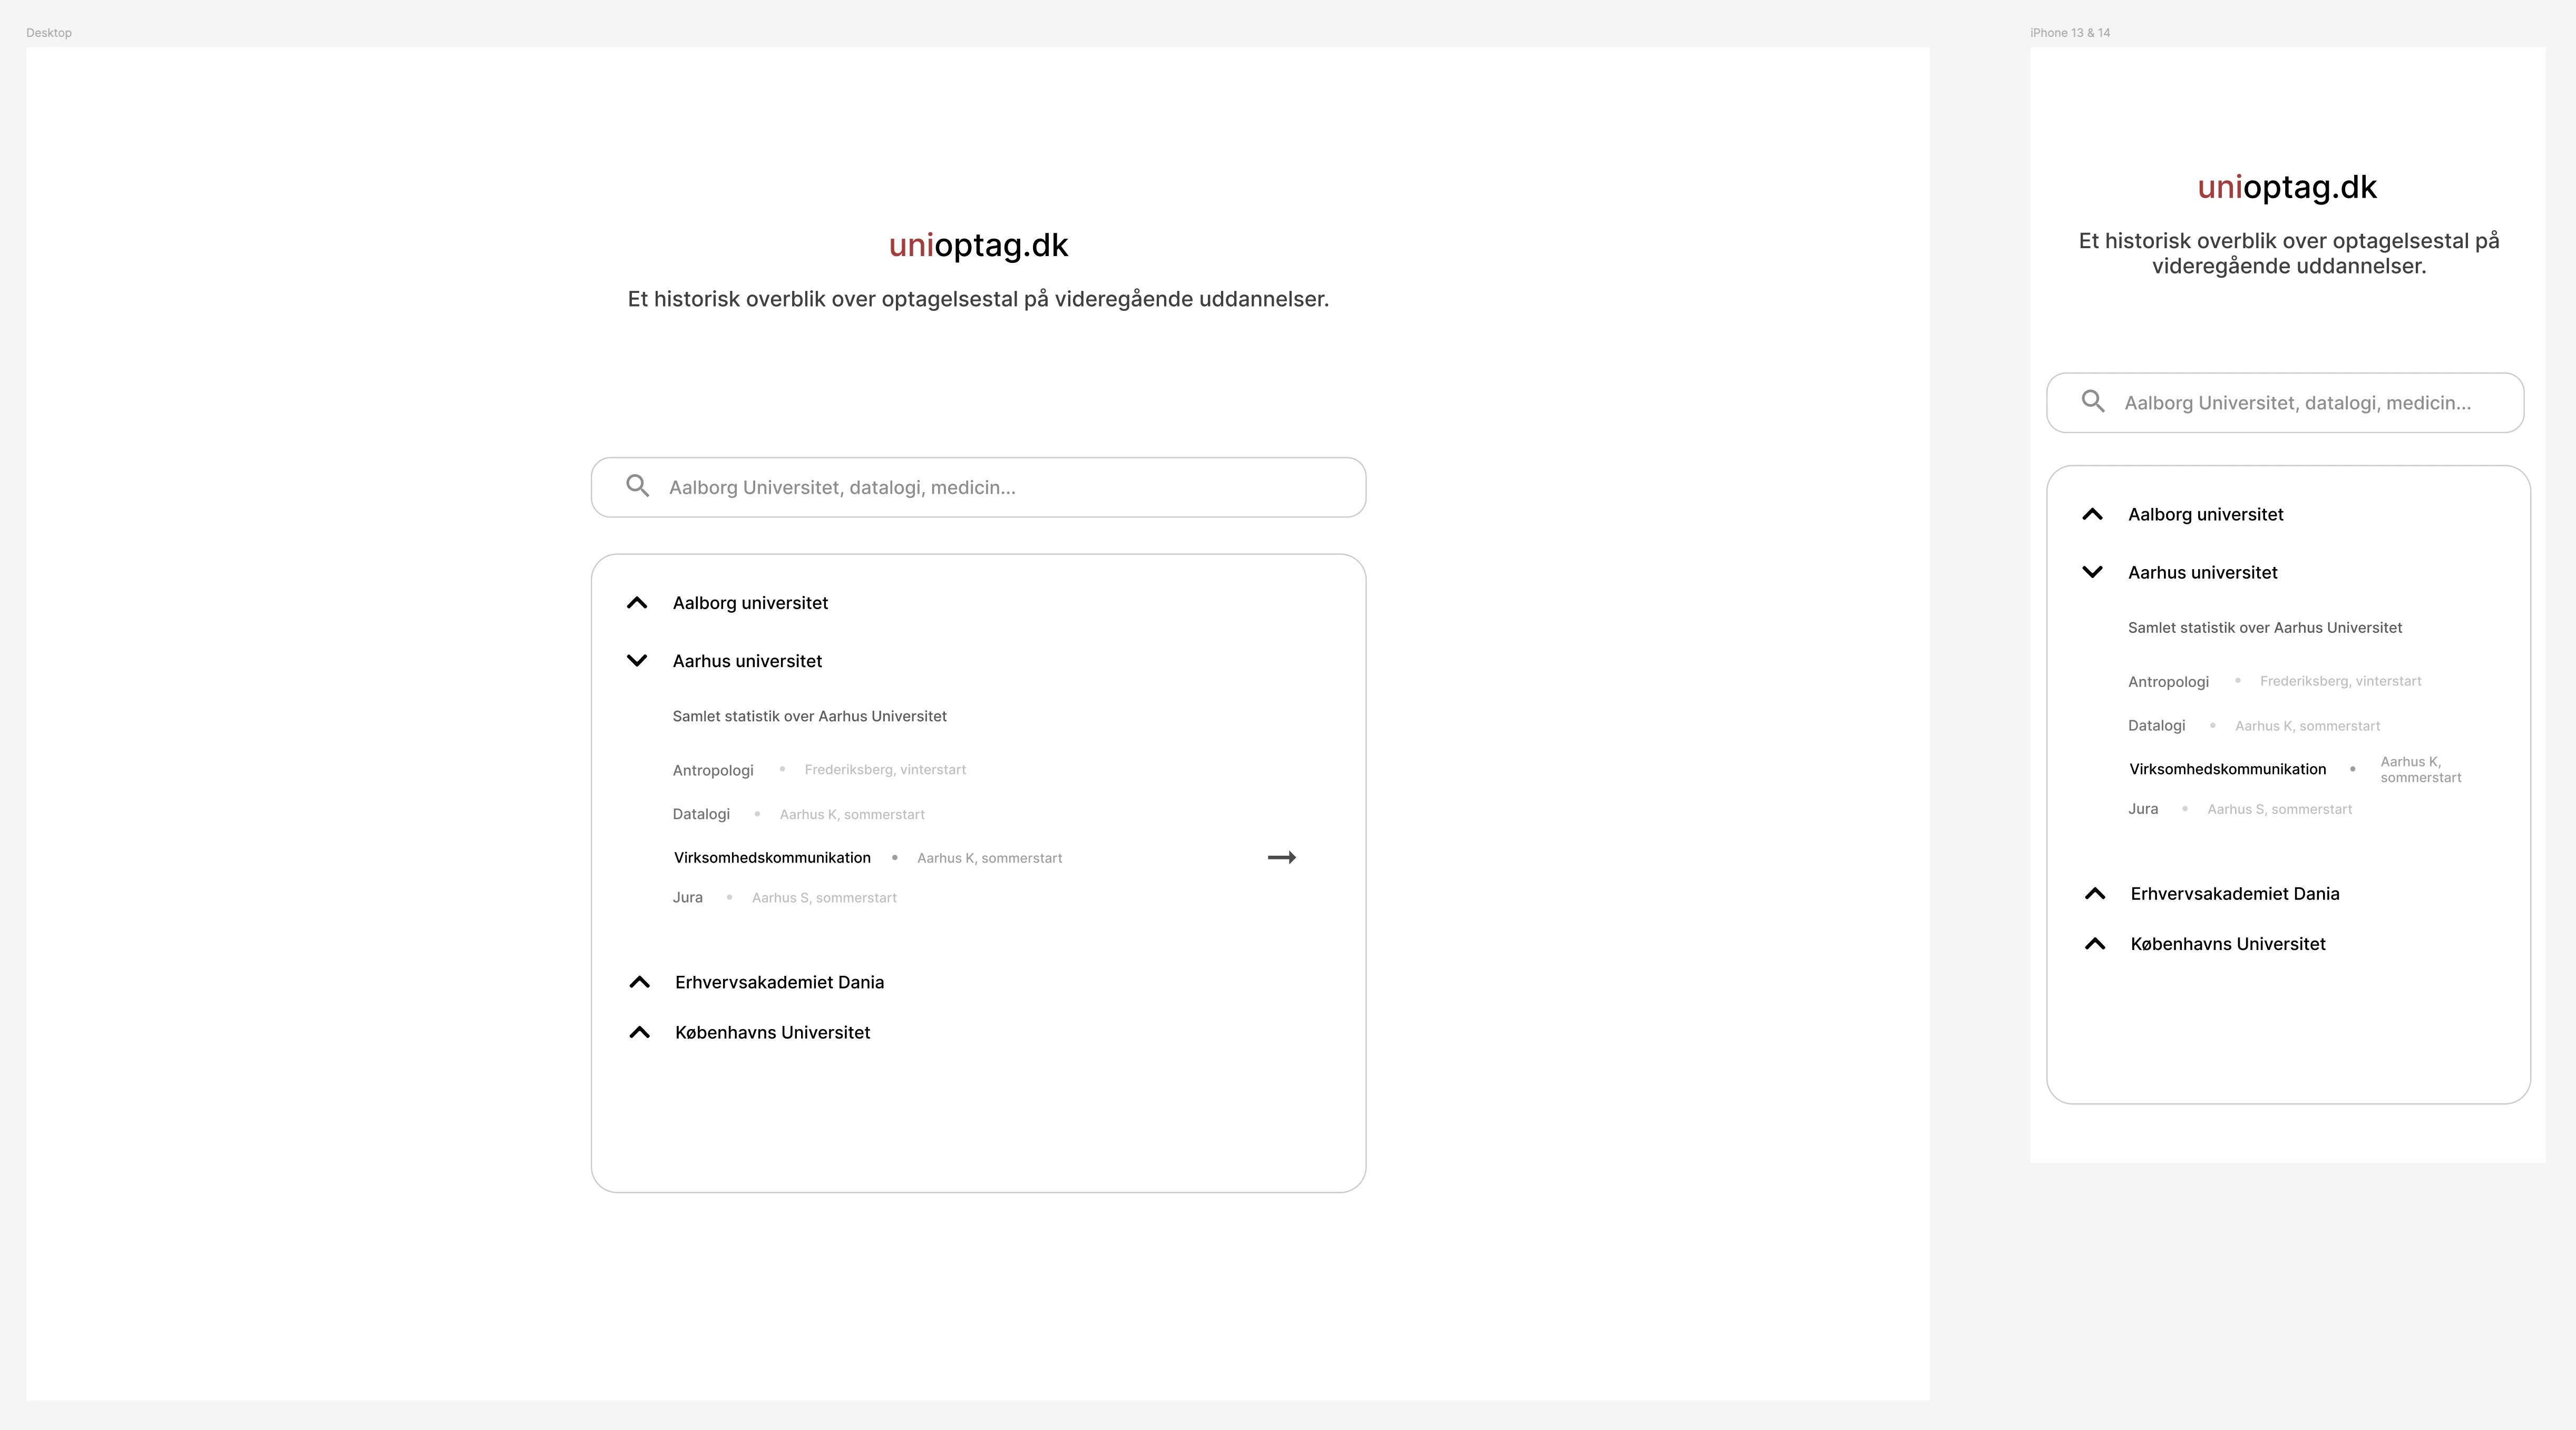 Desktop
unioptag.dk
Et historisk overblik over optagelsestal på videregående uddannelser.
Aalborg Universitet, datalogi, medicin...
Aalborg universitet
Aarhus universitet
Samlet statistik over Aarhus Universitet
Antropologi • Frederiksberg, vinterstart
Datalogi • Aarhus K, sommerstart
Virksomhedskommunikation • Aarhus K, sommerstart
Jura • Aarhus S, sommerstart
Erhvervsakademiet Dania
Københavns Universitet
iPhone 13 & 14
unioptag.dk
Et historisk overblik over optagelsestal på
videregående uddannelser.
Aalborg Universitet, datalogi, medicin...
Aalborg universitet
Aarhus universitet
Samlet statistik over Aarhus Universitet
Antropologi • Frederiksberg, vinterstart
Datalogi • Aarhus K, sommerstart
Virksomhedskommunikation • Aarhus K,
sommerstart
Jura • Aarhus S, sommerstart
Erhvervsakademiet Dania
Københavns Universitet